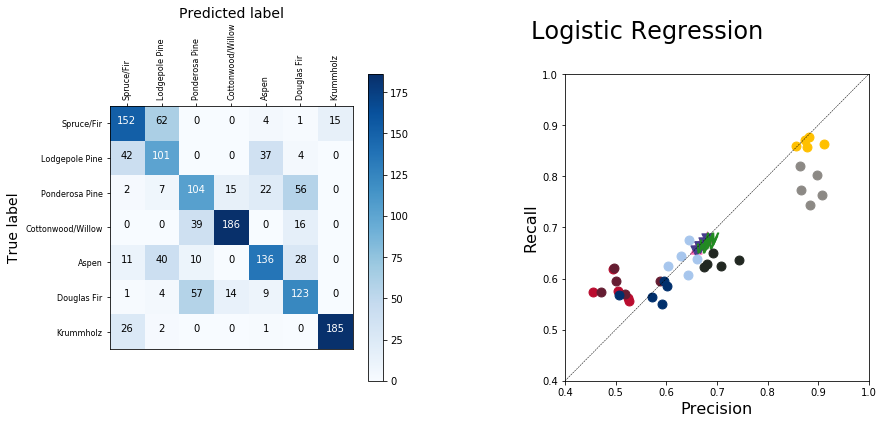 Predicted label
Logistic Regression
Spruce/Fir
Lodgepole Pine
Ponderosa Pine
Cottonwood/Willow
Aspen
Douglas Fir
Krummholz
True label
Spruce/Fir 152 62 0 0 4 1 15
Lodgepole Pine 42 101 0 0 37 4 0
Ponderosa Pine 2 7 104 15 22 56 0
Cottonwood/Willow 0 0 39 186 0 16 0
Aspen 11 40 10 0 136 28 0
Douglas Fir 1 4 57 14 9 123 0
Krummholz 26 2 0 0 1 0 185
175
150
125
100
75
50
25
0
Recall
1.0
0.9
0.8
0.7
0.6
0.5
0.4
0.4 0.5 0.6 0.7 0.8 0.9 1.0
Precision